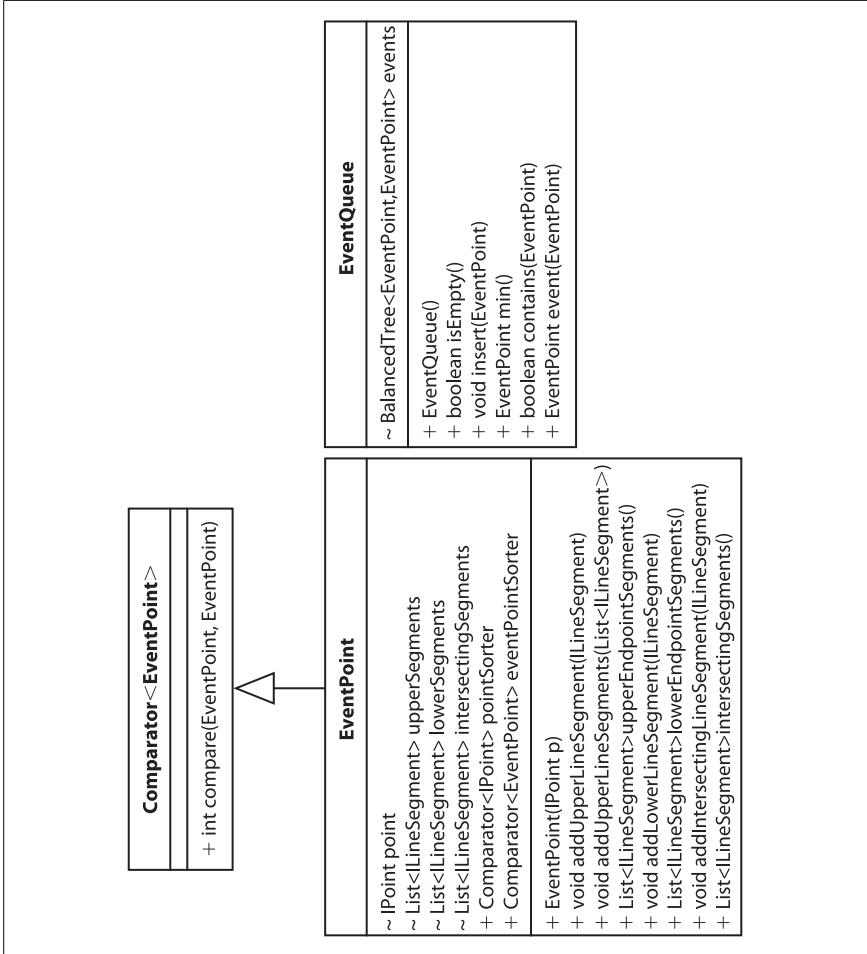 Comparator<EventPoint>
+ int compare(EventPoint, EventPoint)
EventPoint
~ IPoint point
~ List<ILineSegment> upperSegments
~ List<ILineSegment> lowerSegments
~ List<ILineSegment> intersectingSegments
+ Comparator<IPoint> pointSorter
+ Comparator<EventPoint> eventPointSorter
+ EventPoint(IPoint p)
+ void addUpperLineSegment(ILineSegment)
+ void addUpperLineSegments(List<ILineSegment>)
+ List<ILineSegment>upperEndpointSegments()
+ void addLowerLineSegment(ILineSegment)
+ List<ILineSegment>lowerEndpointSegments()
+ void addIntersectingLineSegment(ILineSegment)
+ List<ILineSegment>intersectingSegments()
EventQueue
~ BalancedTree<EventPoint,EventPoint> events
+ EventQueue()
+ boolean isEmpty()
+ void insert(EventPoint)
+ EventPoint min()
+ boolean contains(EventPoint)
+ EventPoint event(EventPoint)